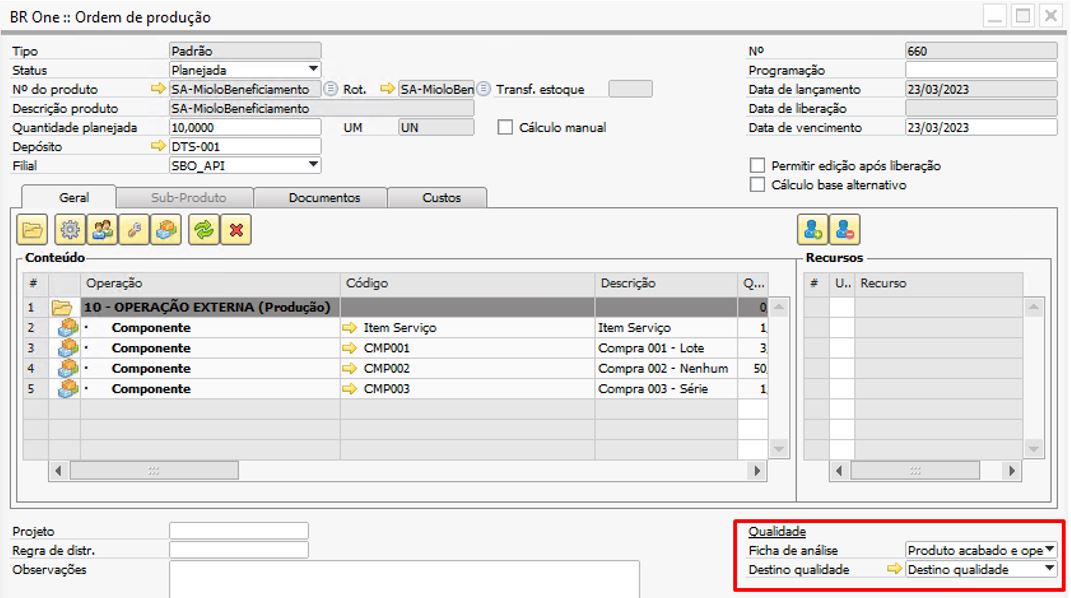 BR One :: Ordem de produção
Tipo Padrão
Nº 660
Status Planejada
Programação
Nº do produto SA-MioloBeneficiamento Rot. SA-MioloBen Transf. estoque
Data de lançamento 23/03/2023
Descrição produto SA-MioloBeneficiamento
Data de liberação
Quantidade planejada 10,0000 UM UN Cálculo manual
Data de vencimento 23/03/2023
Depósito DTS-001
Filial SBO_API
Permitir edição após liberação
Cálculo base alternativo
Geral Sub-Produto Documentos Custos
Conteúdo
# Operação Código Descrição Q...
1 10 - OPERAÇÃO EXTERNA (Produção) 0
2 · Componente Item Serviço Item Serviço 1,
3 · Componente CMP001 Compra 001 - Lote 3,
4 · Componente CMP002 Compra 002 - Nenhum 50,
5 · Componente CMP003 Compra 003 - Série 1,
Recursos
# U.. Recurso
Projeto
Regra de distr.
Observações
Qualidade
Ficha de análise Produto acabado e ope
Destino qualidade Destino qualidade